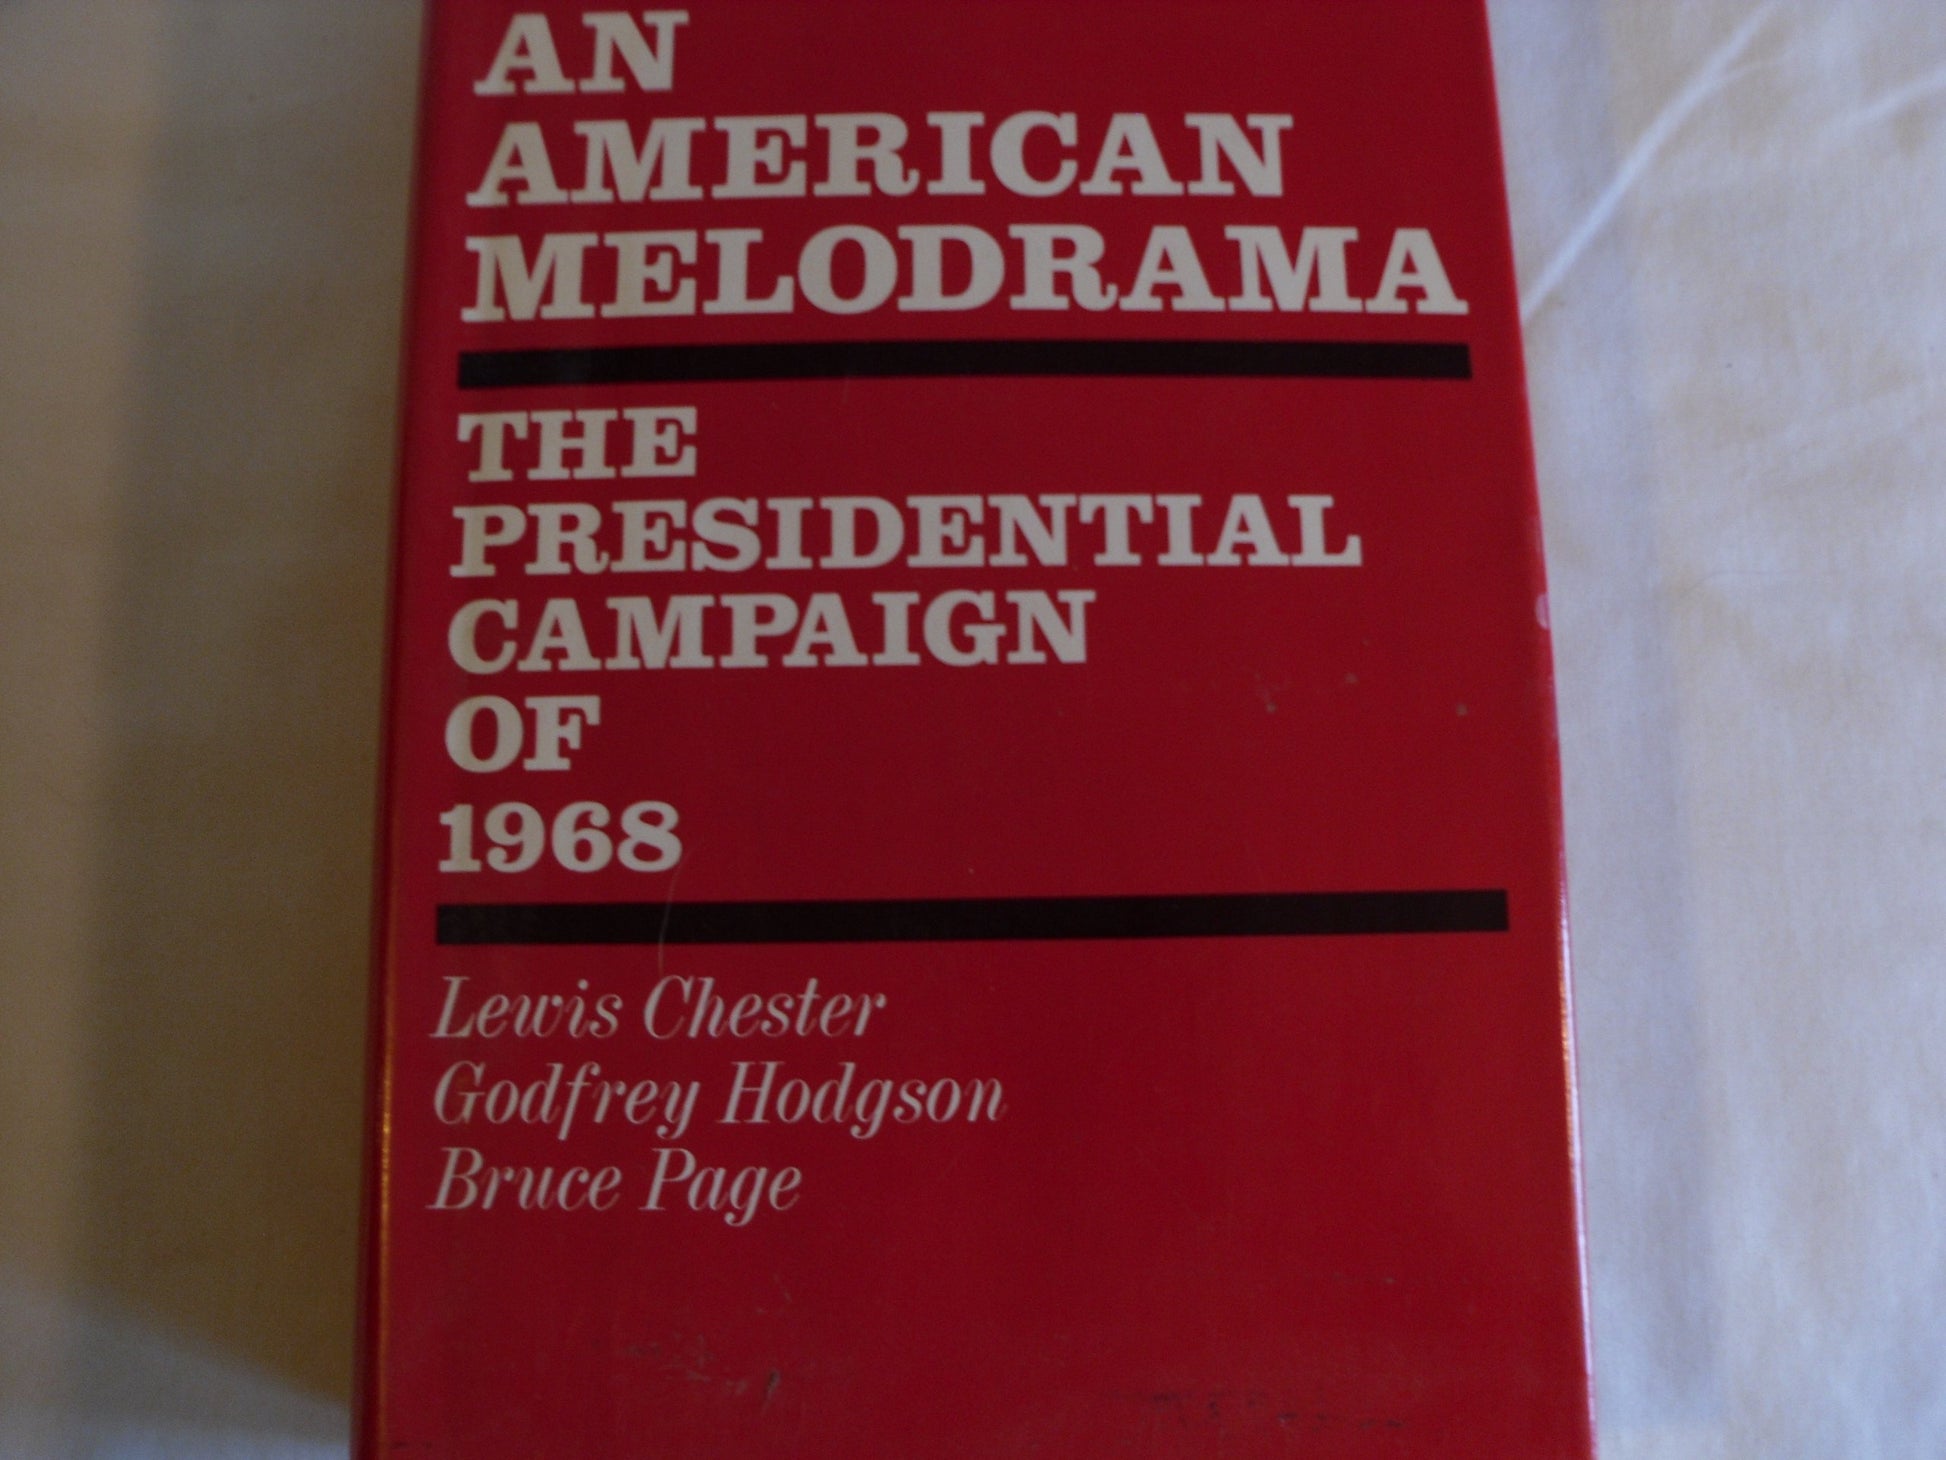 AN
AMERICAN
MELODRAMA
THE
PRESIDENTIAL
CAMPAIGN
OF
1968
Lewis Chester
Godfrey Hodgson
Bruce Page